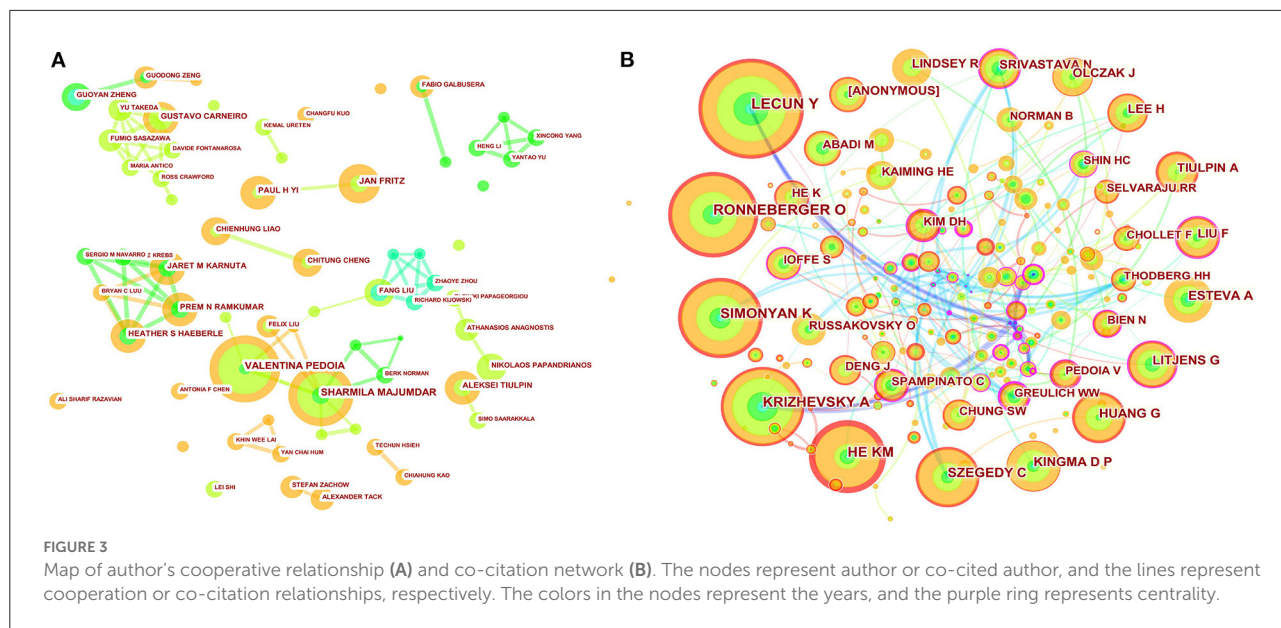 A
GUODONG ZENG
GUOYAN ZHENG
YU TAKEDA
GUSTAVO CARNEIRO
FUMIO SASAZAWA
DAVIDE FONTANAROSA
MARIA ANTICO
ROSS CRAWFORD
KEMAL URETEN
CHANGFU KUO
FABIO GALBUSERA
XINCONG YANG
HENG LI
YANTAO YU
PAUL H YI
JAN FRITZ
CHIENHUNG LIAO
CHITUNG CHENG
SERGIO M NAVARRO
KREBS
JARET M KARNUTA
BRYAN C LUU
PREM N RAMKUMAR
HEATHER S HAEBERLE
FANG LIU
ZHAOYE ZHOU
RICHARD KIJOWSKI
PAPAGEORGIOU
ATHANASIOS ANAGNOSTIS
NIKOLAOS PAPANDRIANOS
FELIX LIU
VALENTINA PEDOIA
BERK NORMAN
SHARMILA MAJUMDAR
ALEKSEI TIULPIN
SIMO SAARAKKALA
ANTONIA F CHEN
ALI SHARIF RAZAVIAN
KHIN WEE LAI
YAN CHAI HUM
TECHUN HSIEH
CHIAHUNG KAO
LEI SHI
STEFAN ZACHOW
ALEXANDER TACK
B
LECUN Y
[ANONYMOUS]
LINDSEY R
SRIVASTAVA N
OLCZAK J
LEE H
NORMAN B
ABADI M
KAIMING HE
SHIN HC
TIULPIN A
SELVARAJU RR
HE K
RONNEBERGER O
KIM DH
CHOLLET F
LIU F
IOFFE S
THODBERG HH
ESTEVA A
SIMONYAN K
RUSSAKOVSKY O
BIEN N
DENG J
PEDOIA V
LITJENS G
SPAMPINATO C
GREULICH WW
KRIZHEVSKY A
CHUNG SW
HUANG G
HE KM
SZEGEDY C
KINGMA D P
FIGURE 3
Map of author's cooperative relationship (A) and co-citation network (B). The nodes represent author or co-cited author, and the lines represent
cooperation or co-citation relationships, respectively. The colors in the nodes represent the years, and the purple ring represents centrality.